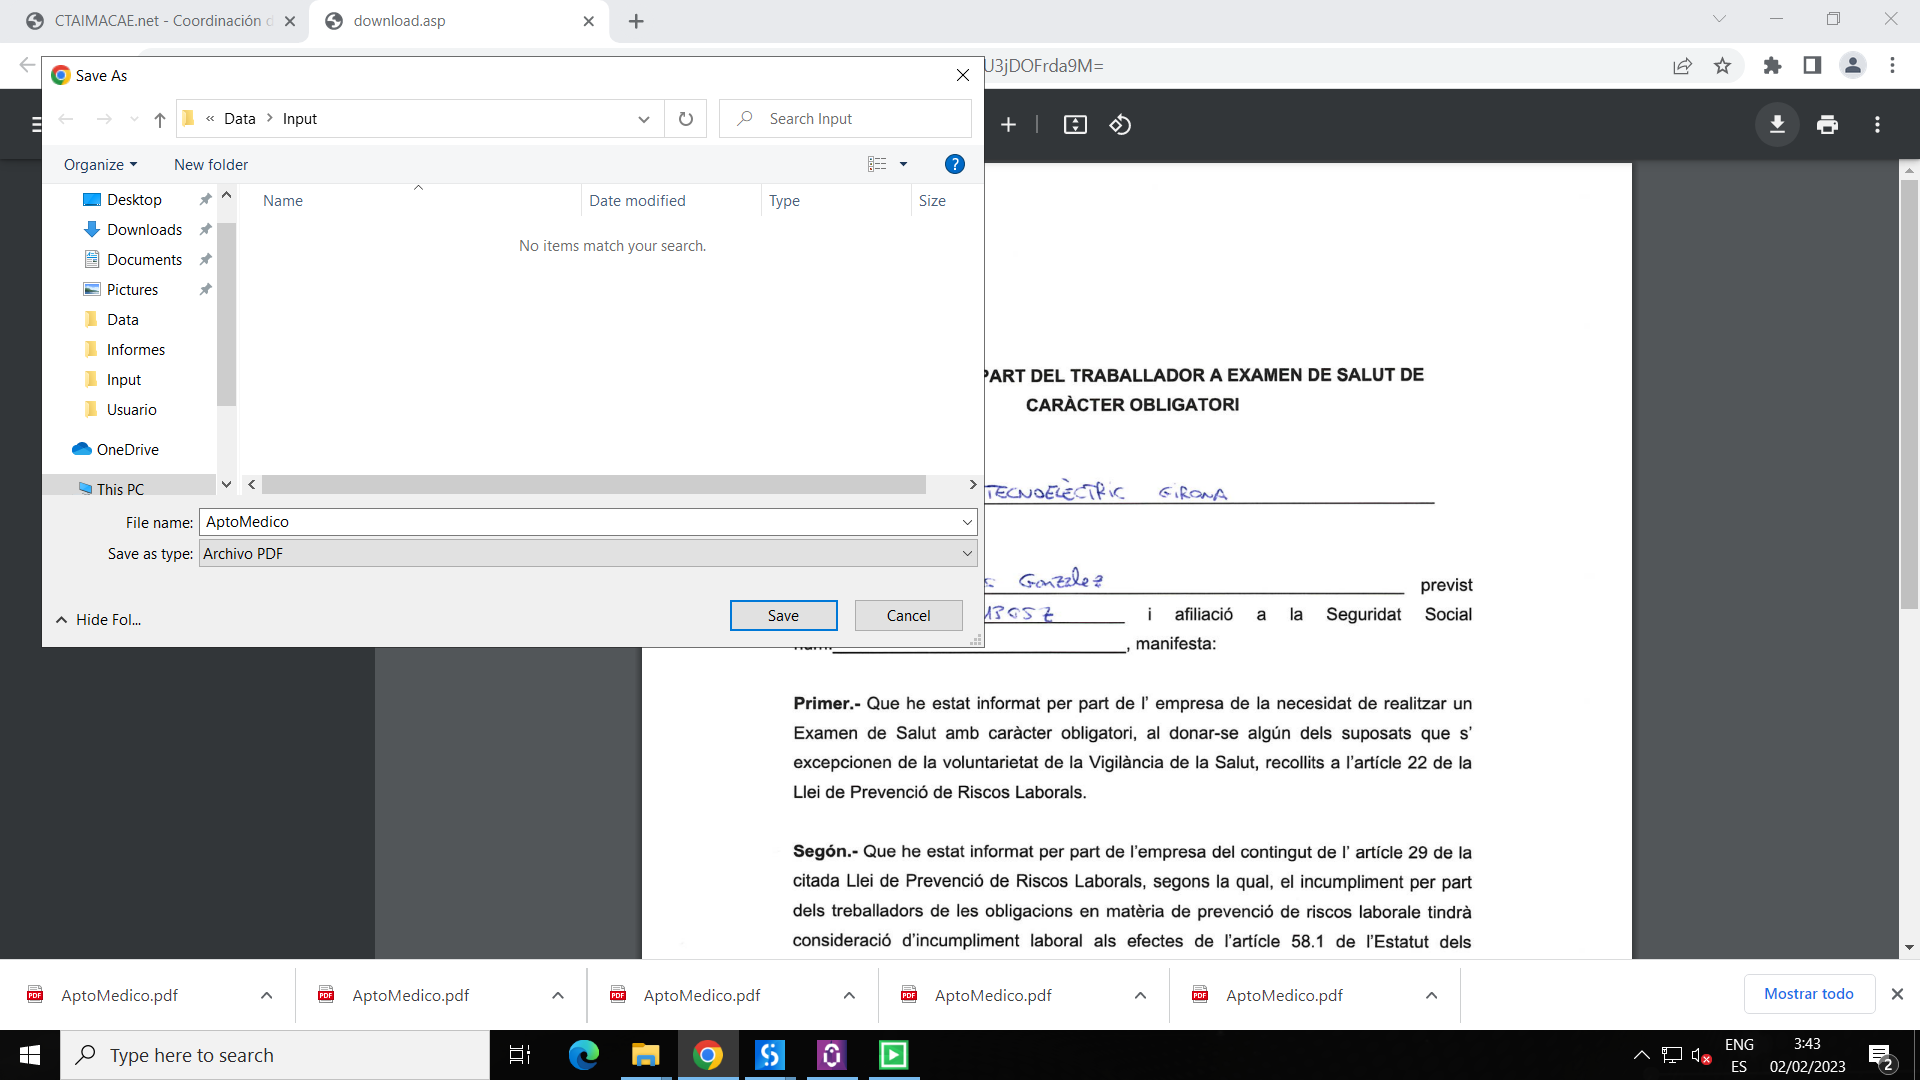 CTAIMACAE.net - Coordinación d
download.asp
U3jDOFrda9M=
Save As
« Data > Input
Search Input
Organize
New folder
Name
Date modified
Type
Size
No items match your search.
Desktop
Downloads
Documents
Pictures
Data
Informes
Input
Usuario
OneDrive
This PC
File name: AptoMedico
Save as type: Archivo PDF
Hide Fol...
Save
Cancel
PART DEL TRABALLADOR A EXAMEN DE SALUT DE
CARÀCTER OBLIGATORI
TECNOELÈCTRIC GIRONA
Gonzalez previst
i afiliació a la Seguridat Social
, manifesta:
Primer.- Que he estat informat per part de l' empresa de la necesidat de realitzar un
Examen de Salut amb caràcter obligatori, al donar-se algún dels suposats que s'
excepcionen de la voluntarietat de la Vigilància de la Salut, recollits a l'artícle 22 de la
Llei de Prevenció de Riscos Laborals.
Segón.- Que he estat informat per part de l'empresa del contingut de l' artícle 29 de la
citada Llei de Prevenció de Riscos Laborals, segons la qual, el incumpliment per part
dels treballadors de les obligacions en matèria de prevenció de riscos laborale tindrà
consideració d'incumpliment laboral als efectes de l'artícle 58.1 de l'Estatut dels
AptoMedico.pdf
AptoMedico.pdf
AptoMedico.pdf
AptoMedico.pdf
AptoMedico.pdf
Mostrar todo
Type here to search
ENG
ES
3:43
02/02/2023
2